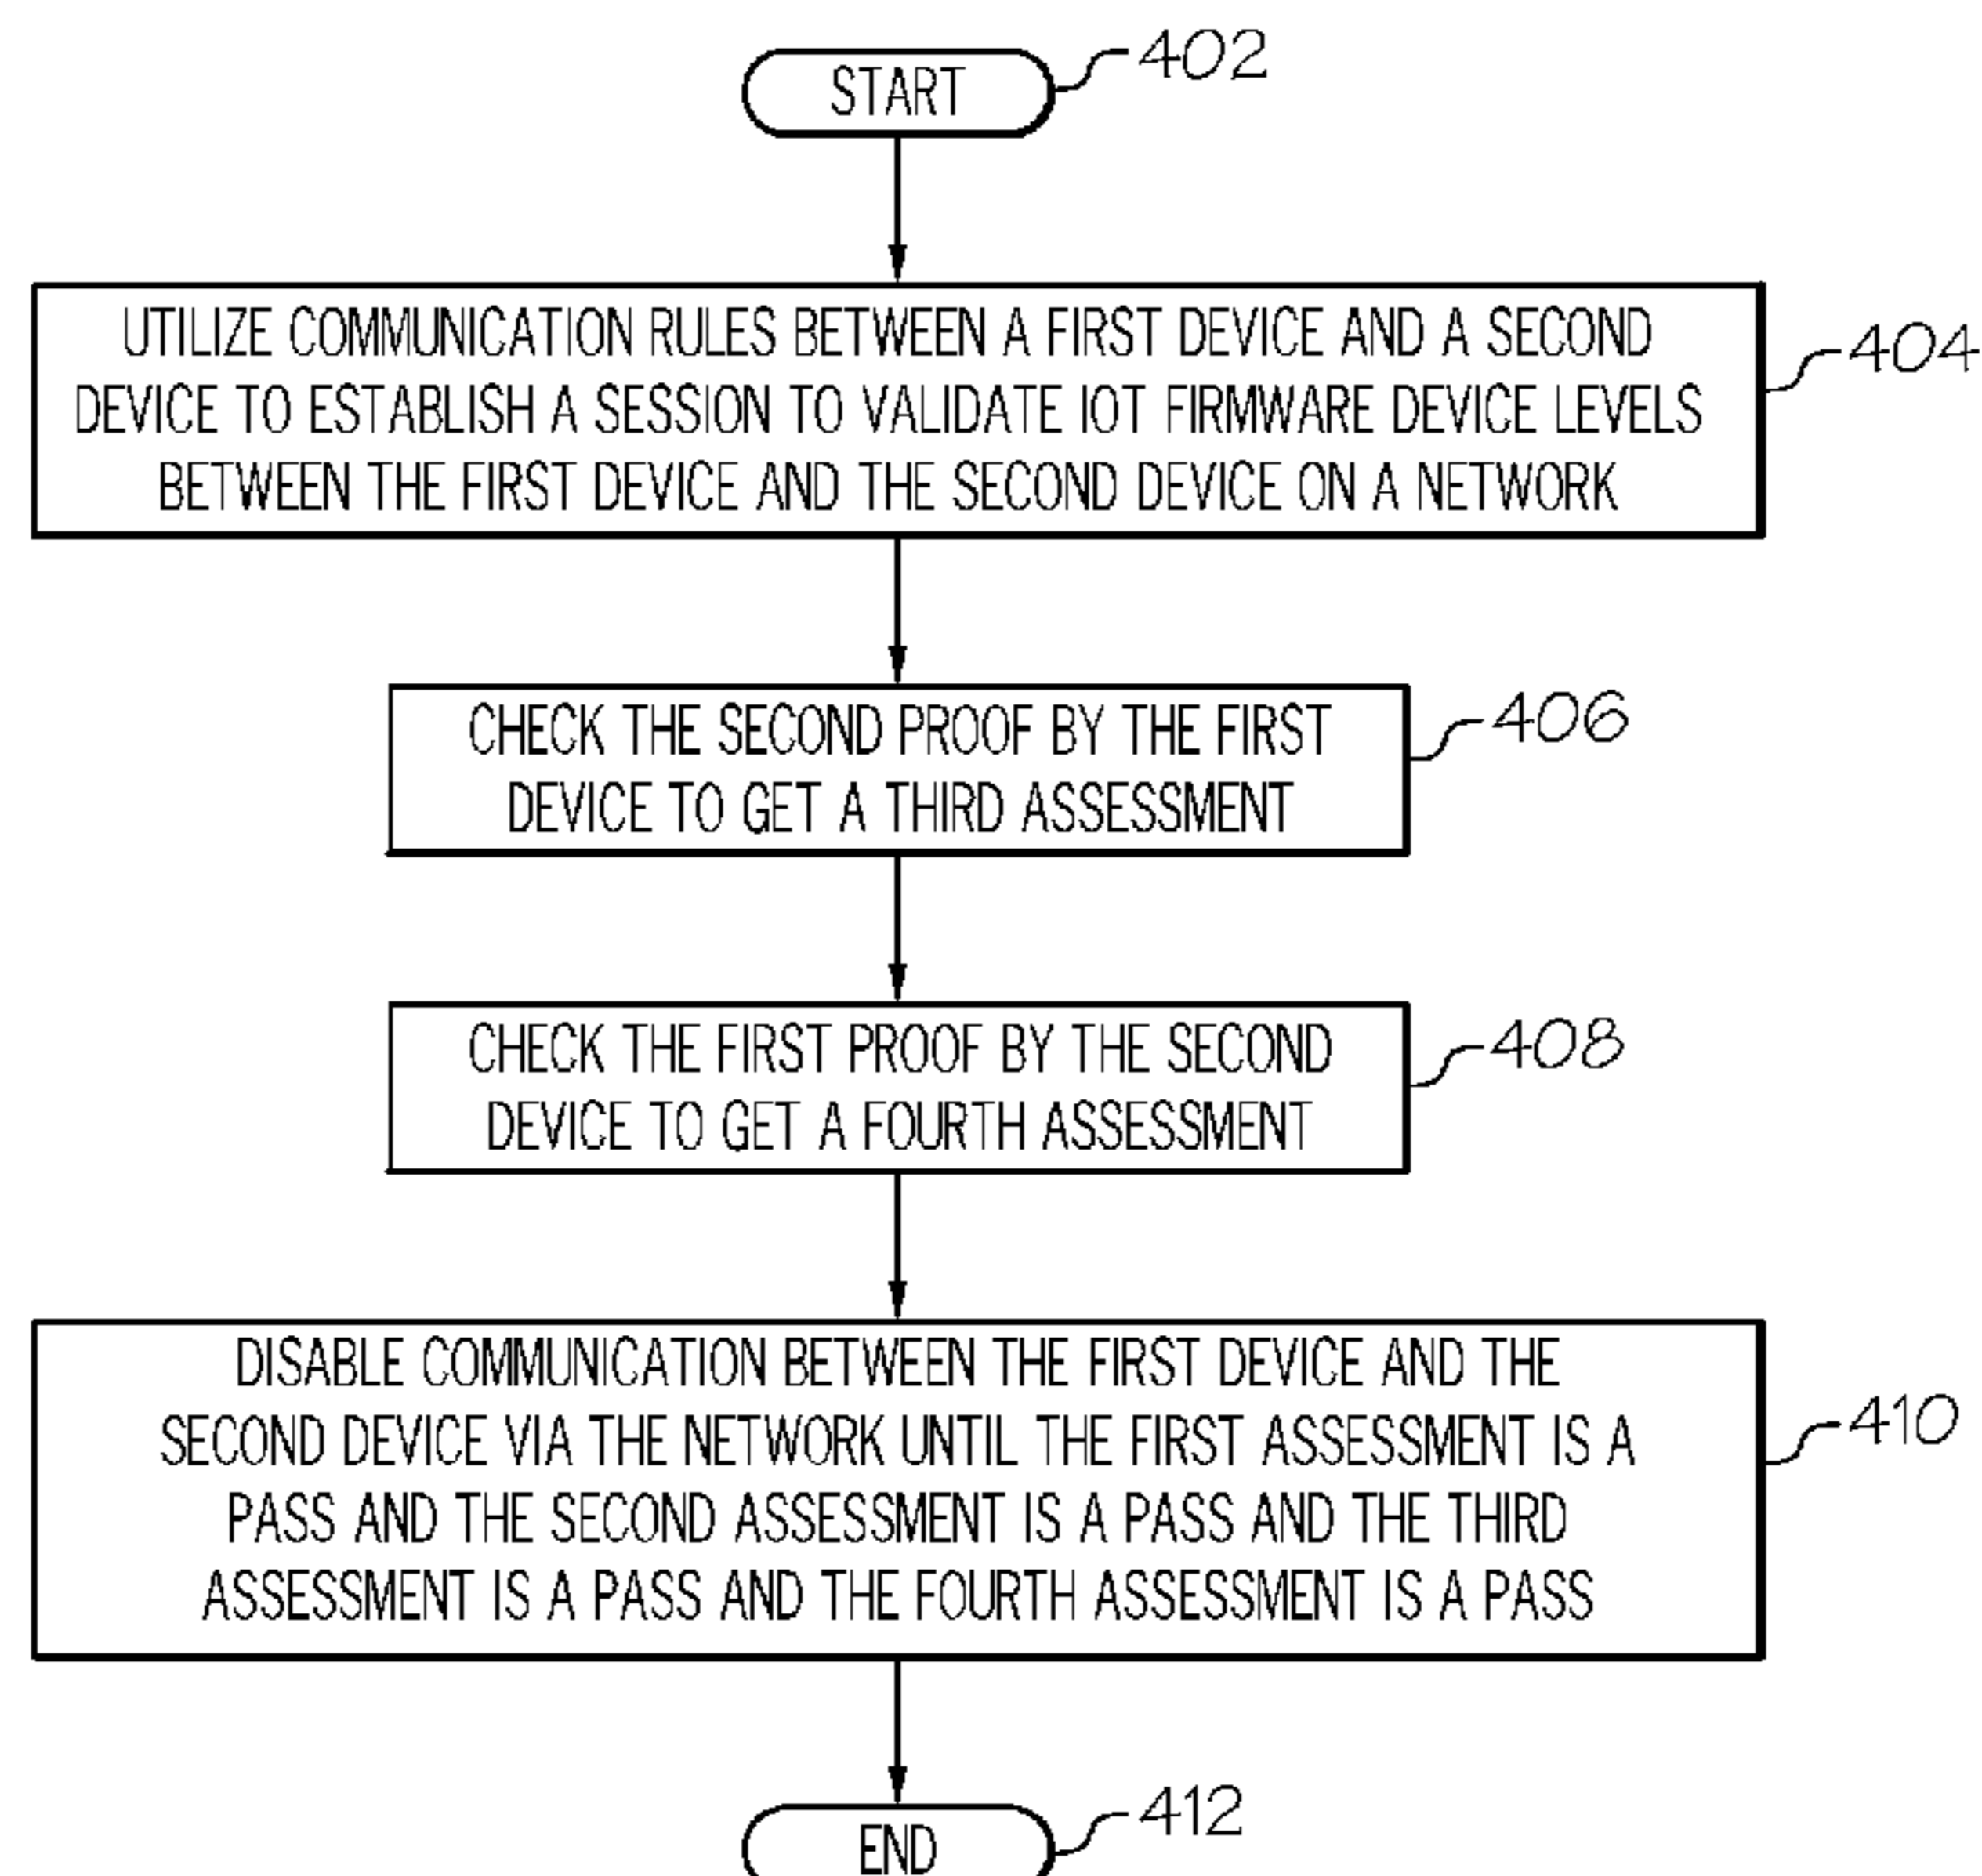 START
402
UTILIZE COMMUNICATION RULES BETWEEN A FIRST DEVICE AND A SECOND
DEVICE TO ESTABLISH A SESSION TO VALIDATE IOT FIRMWARE DEVICE LEVELS
BETWEEN THE FIRST DEVICE AND THE SECOND DEVICE ON A NETWORK
404
CHECK THE SECOND PROOF BY THE FIRST
DEVICE TO GET A THIRD ASSESSMENT
406
CHECK THE FIRST PROOF BY THE SECOND
DEVICE TO GET A FOURTH ASSESSMENT
408
DISABLE COMMUNICATION BETWEEN THE FIRST DEVICE AND THE
SECOND DEVICE VIA THE NETWORK UNTIL THE FIRST ASSESSMENT IS A
PASS AND THE SECOND ASSESSMENT IS A PASS AND THE THIRD
ASSESSMENT IS A PASS AND THE FOURTH ASSESSMENT IS A PASS
410
END
412